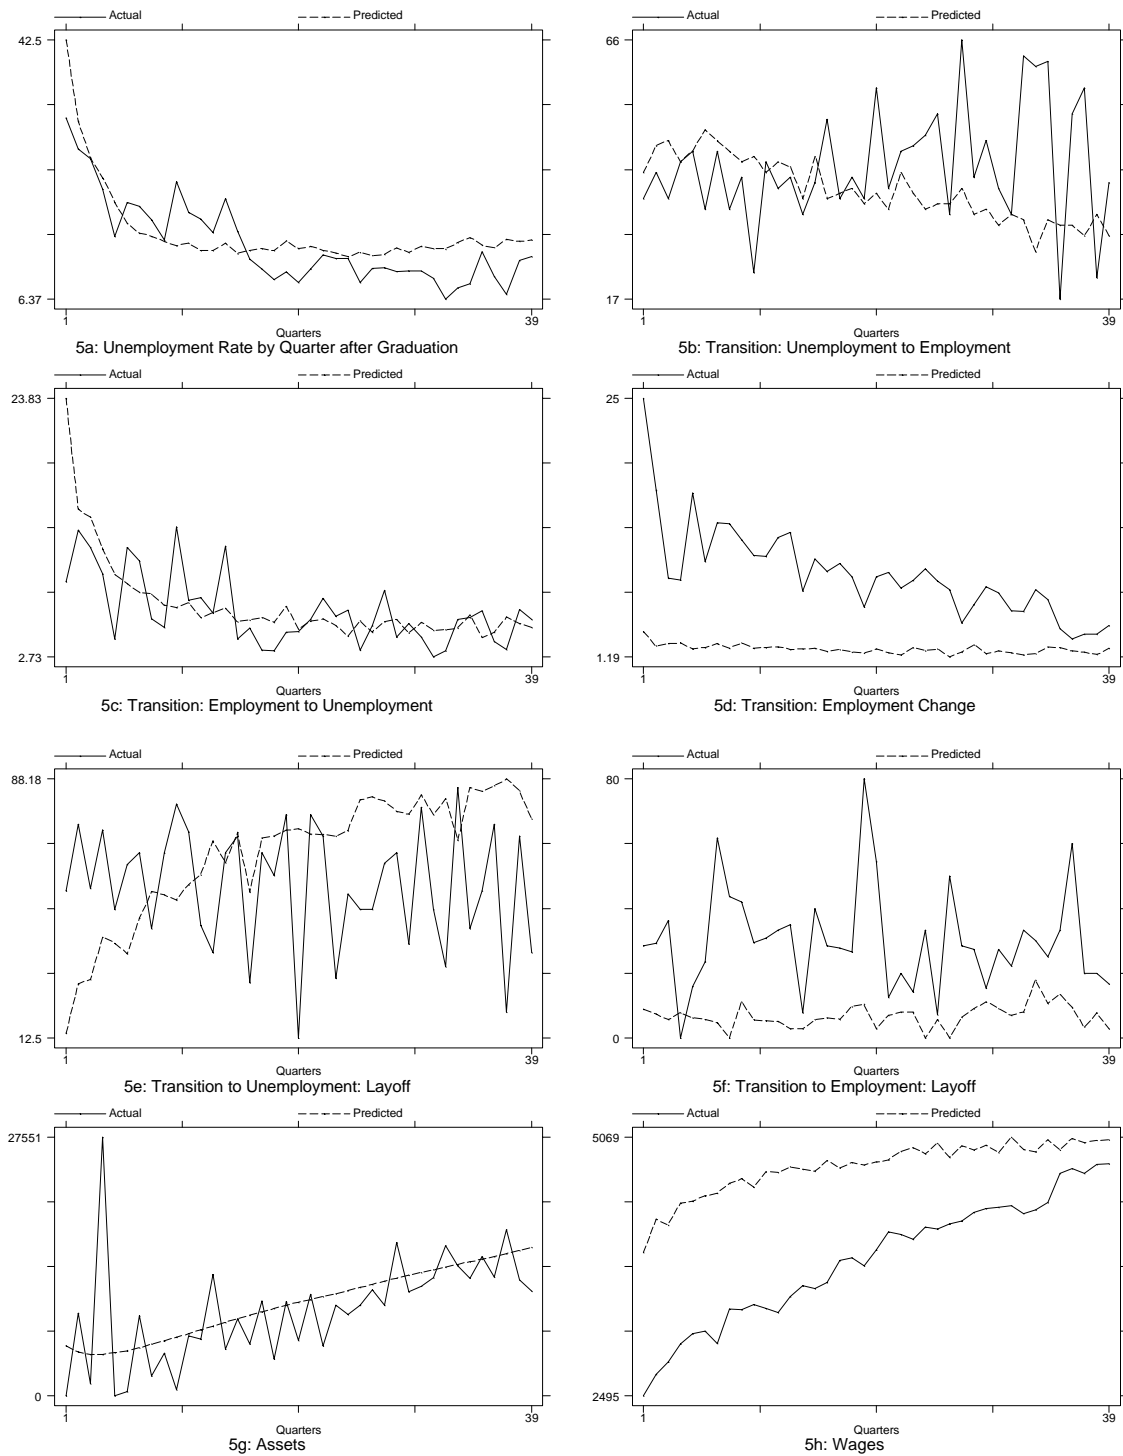 Actual Predicted
42.5
6.37
1 39
Quarters
5a: Unemployment Rate by Quarter after Graduation
Actual Predicted
66
17
1 39
Quarters
5b: Transition: Unemployment to Employment
Actual Predicted
23.83
2.73
1 39
Quarters
5c: Transition: Employment to Unemployment
Actual Predicted
25
1.19
1 39
Quarters
5d: Transition: Employment Change
Actual Predicted
88.18
12.5
1 39
Quarters
5e: Transition to Unemployment: Layoff
Actual Predicted
80
0
1 39
Quarters
5f: Transition to Employment: Layoff
Actual Predicted
27551
0
1 39
Quarters
5g: Assets
Actual Predicted
5069
2495
1 39
Quarters
5h: Wages